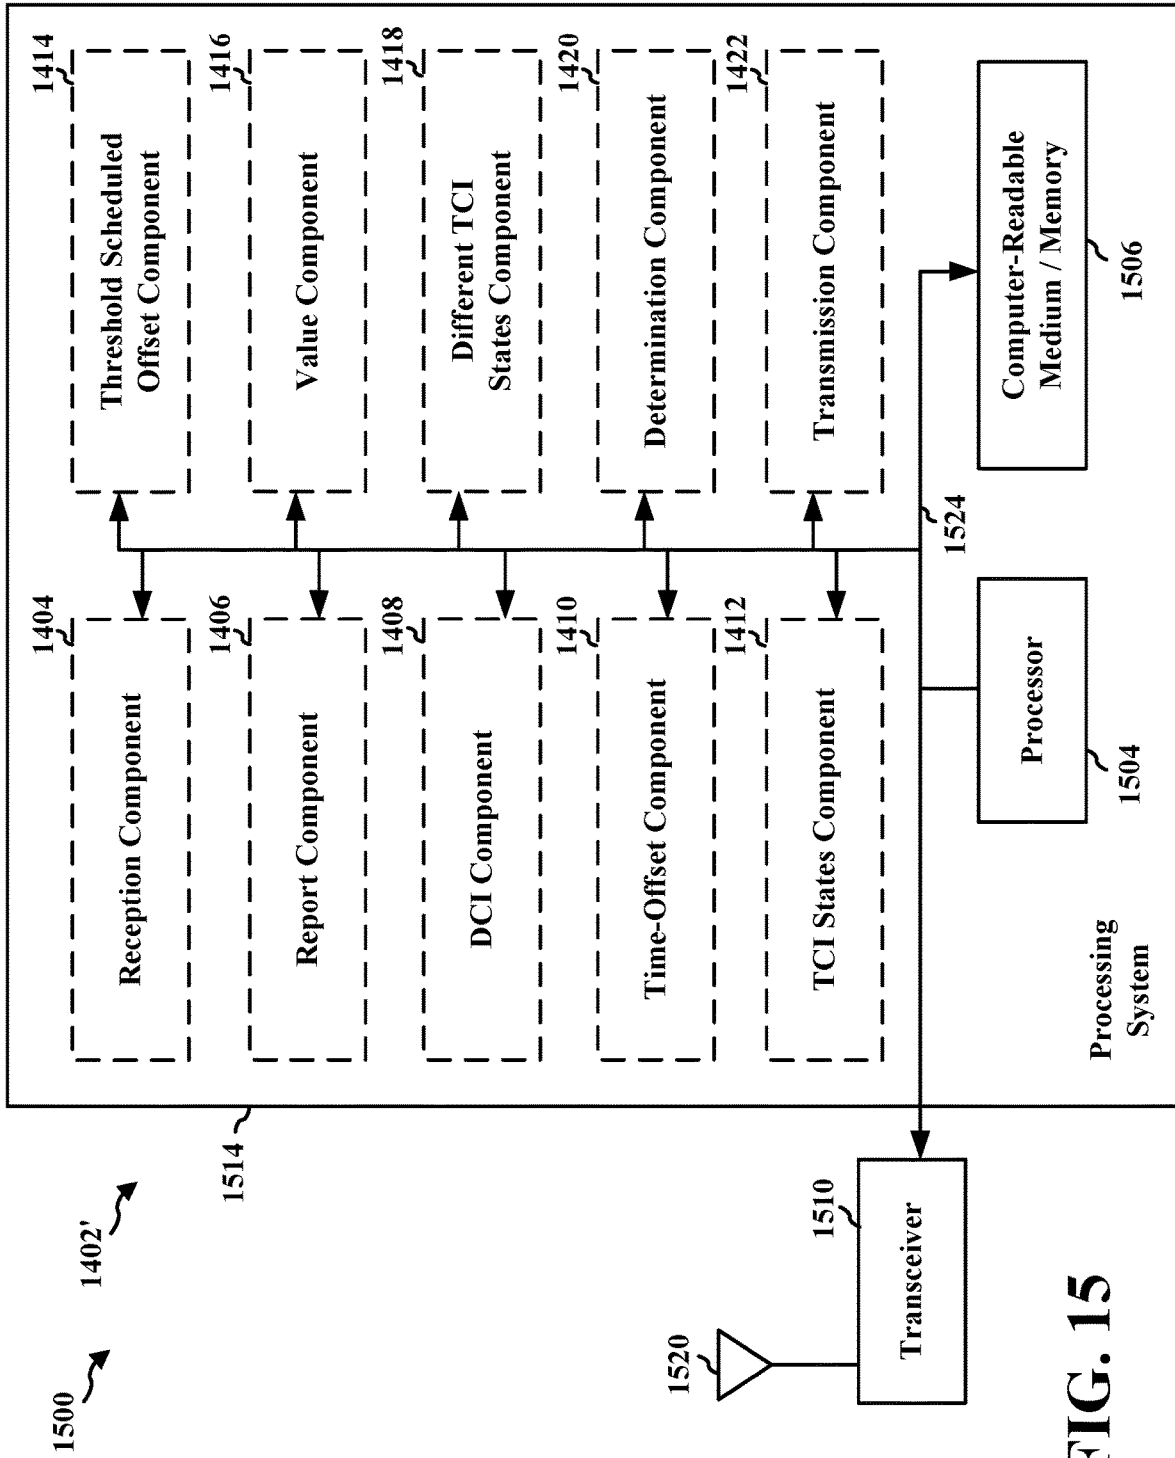 1500
1402'
1514
1404
Reception Component
1406
Report Component
1408
DCI Component
1410
Time-Offset Component
1412
TCI States Component
1414
Threshold Scheduled
Offset Component
1416
Value Component
1418
Different TCI
States Component
1420
Determination Component
1422
Transmission Component
1524
1520
1510
Transceiver
Processor
1504
Computer-Readable
Medium / Memory
1506
Processing
System
FIG. 15